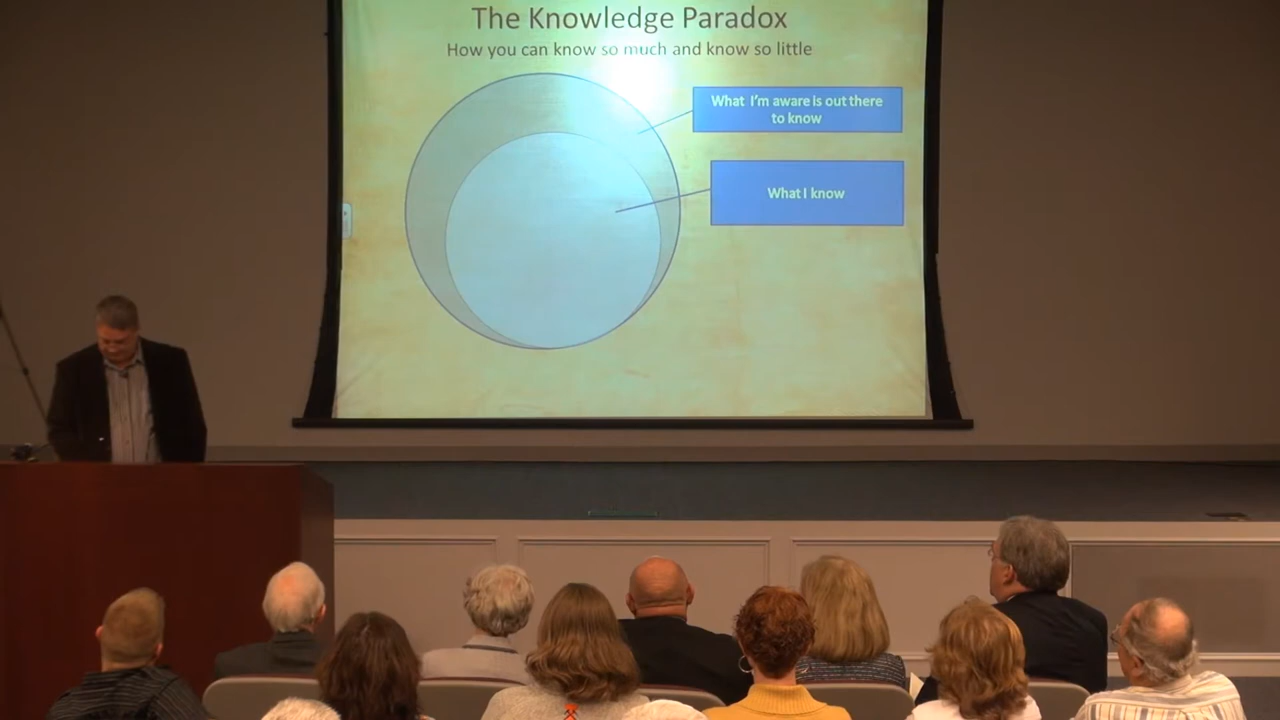 The Knowledge Paradox
How you can know so much and know so little
What I'm aware is out there
to know
What I know